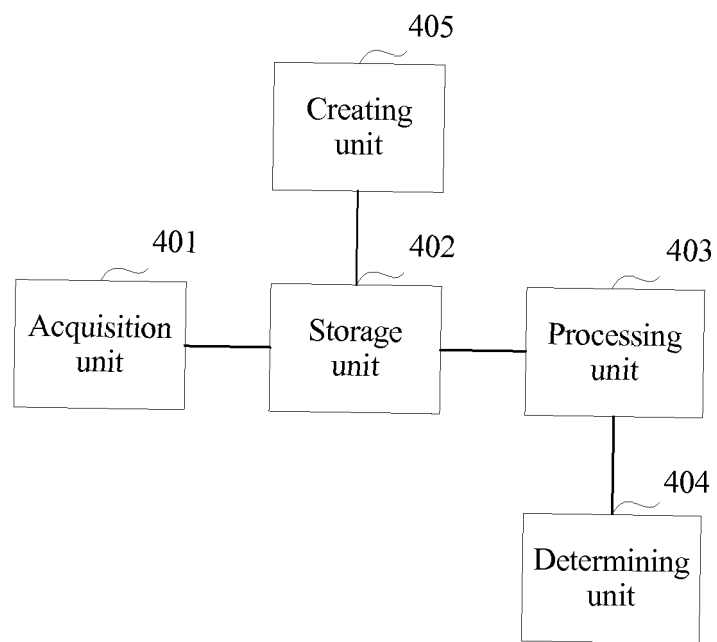 405
Creating
unit
401
402
403
Acquisition
unit
Storage
unit
Processing
unit
404
Determining
unit